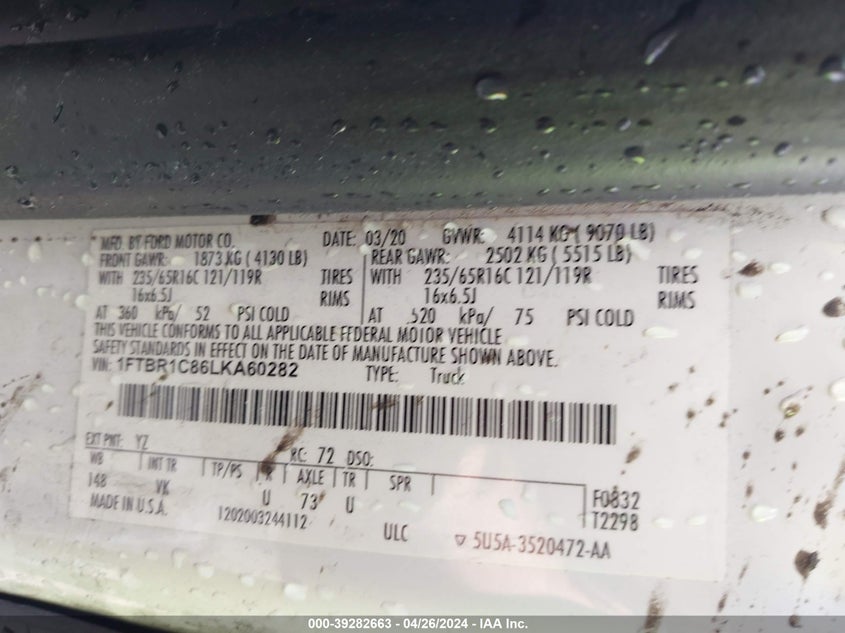 MFD. BY FORD MOTOR CO. DATE: 03/20 GVWR: 4114 KG ( 9070 LB)
FRONT GAWR: 1873 KG ( 4130 LB) REAR GAWR: 2502 KG ( 5515 LB)
WITH 235/65R16C 121/119R TIRES WITH 235/65R16C 121/119R TIRES
16x6.5J RIMS 16x6.5J RIMS
AT 360 kPa/ 52 PSI COLD AT 520 kPa/ 75 PSI COLD
THIS VEHICLE CONFORMS TO ALL APPLICABLE FEDERAL MOTOR VEHICLE
SAFETY STANDARDS IN EFFECT ON THE DATE OF MANUFACTURE SHOWN ABOVE.
VIN: 1FTBR1C86LKA60282 TYPE: Truck
EXT PNT: YZ RC: 72 DSO:
WB INT TR TP/PS R AXLE TR SPR
148 VK U 73 U F0832
MADE IN U.S.A. 1202003244112 ULC T2298
5U5A-3520472-AA
000-39282663 - 04/26/2024 - IAA Inc.